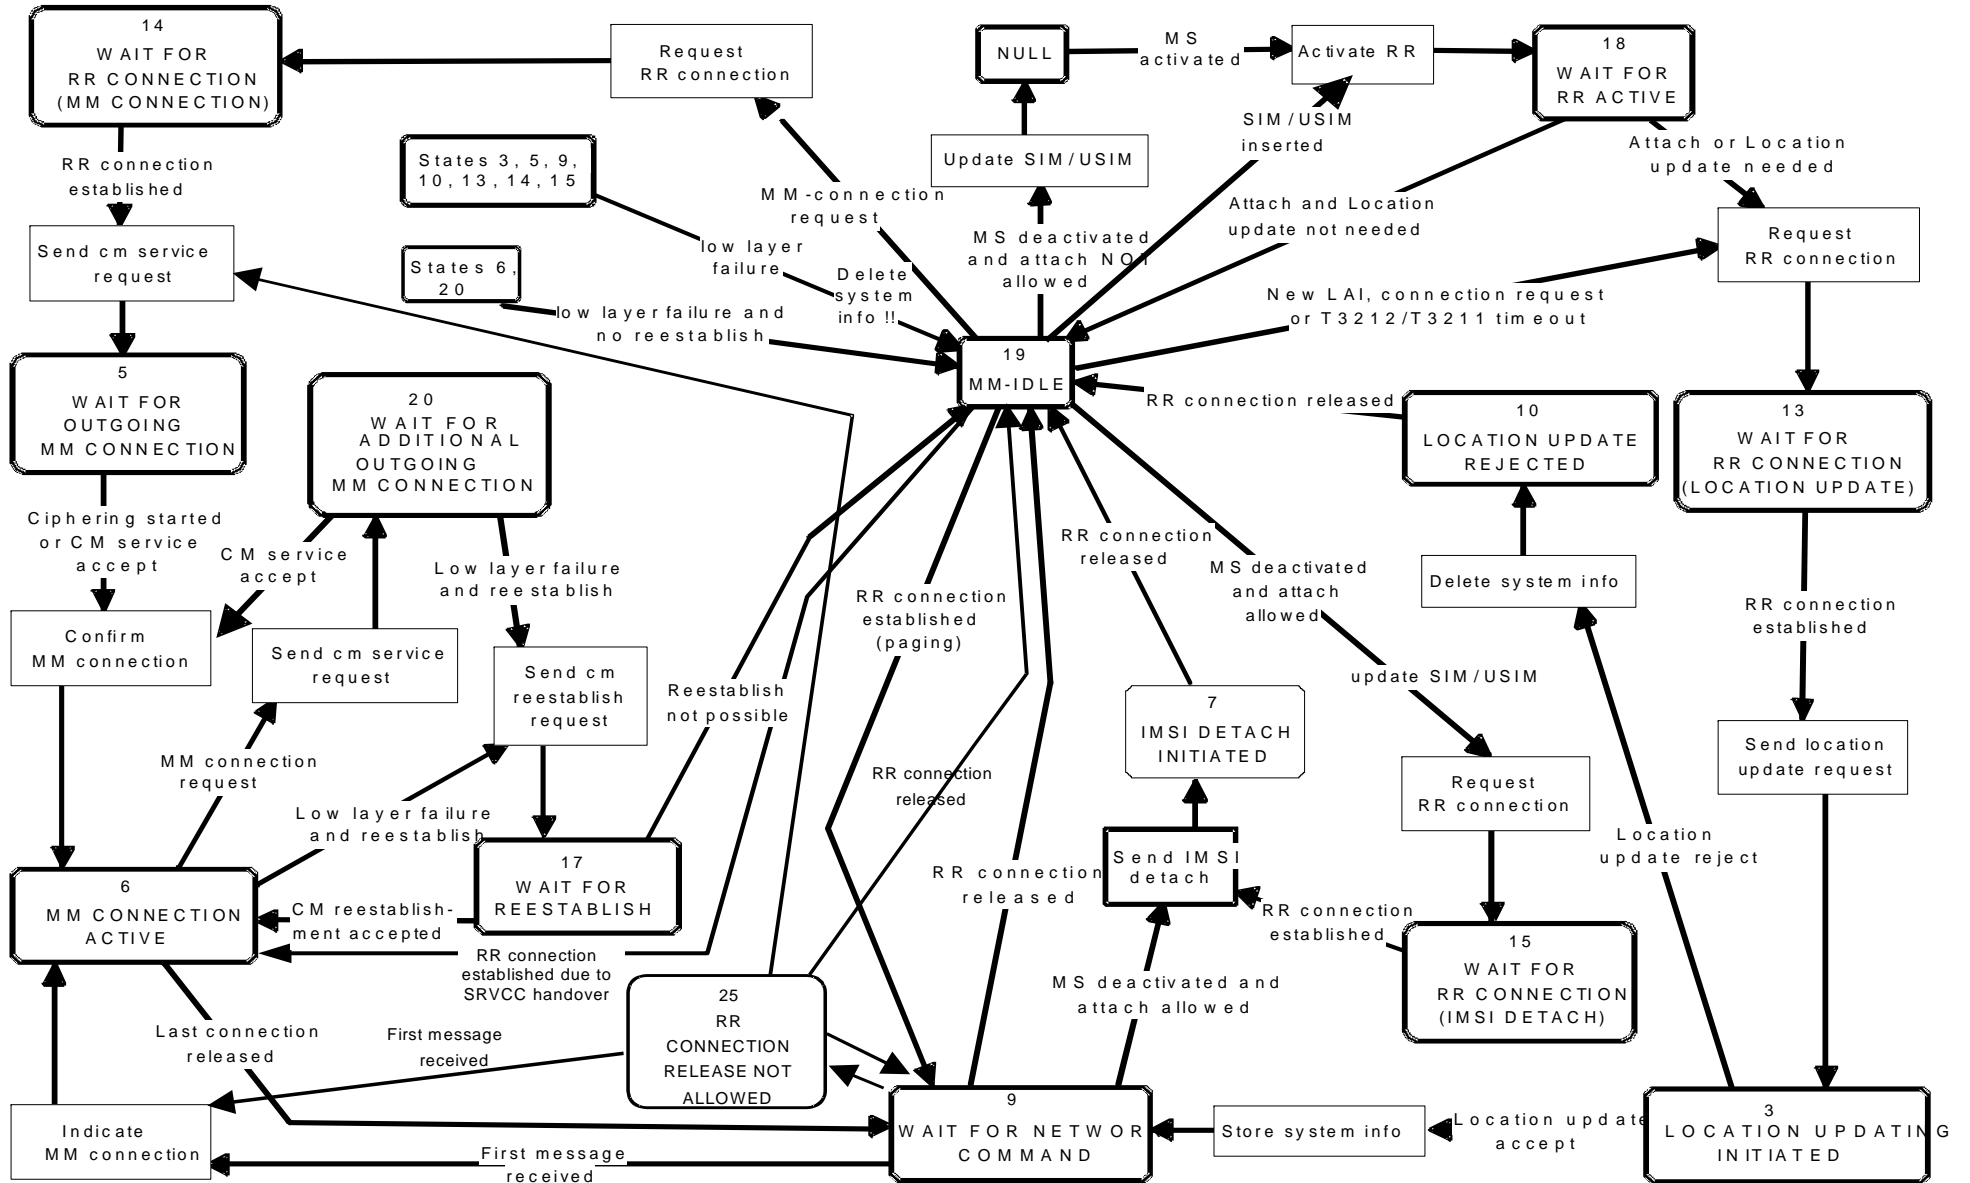 14
WAIT FOR
RR CONNECTION
(MM CONNECTION)
Request
RR connection
NULL
MS
activated
Activate RR
18
WAIT FOR
RR ACTIVE
RR connection
established
States 3, 5, 9,
10, 13, 14, 15
Update SIM/USIM
SIM/USIM
inserted
Attach or Location
update needed
MM-connection
request
Attach and Location
update not needed
Send cm service
request
low layer
failure
MS deactivated
and attach NOT
allowed
Request
RR connection
States 6,
20
Delete
system
info !!
low layer failure and
no reestablish
New LAI, connection request
or T3212/T3211 timeout
19
MM-IDLE
5
WAIT FOR
OUTGOING
MM CONNECTION
20
WAIT FOR
ADDITIONAL
OUTGOING
MM CONNECTION
RR connection released
10
LOCATION UPDATE
REJECTED
13
WAIT FOR
RR CONNECTION
(LOCATION UPDATE)
Ciphering started
or CM service
accept
CM service
accept
Low layer failure
and reestablish
RR connection
released
RR connection
established
(paging)
MS deactivated
and attach
allowed
Delete system info
RR connection
established
Confirm
MM connection
Send cm service
request
Send cm
reestablish
request
Reestablish
not possible
update SIM/USIM
7
IMSI DETACH
INITIATED
MM connection
request
RR connection
released
Request
RR connection
Send location
update request
Low layer failure
and reestablish
Location
update reject
17
WAIT FOR
REESTABLISH
RR connection
released
Send IMSI
detach
6
MM CONNECTION
ACTIVE
CM reestablish-
ment accepted
RR connection
established
RR connection
established due to
SRVCC handover
15
WAIT FOR
RR CONNECTION
(IMSI DETACH)
MS deactivated and
attach allowed
25
RR
CONNECTION
RELEASE NOT
ALLOWED
Last connection
released
First message
received
9
WAIT FOR NETWOR
COMMAND
Store system info
Location update
accept
3
LOCATION UPDATING
INITIATED
Indicate
MM connection
First message
received